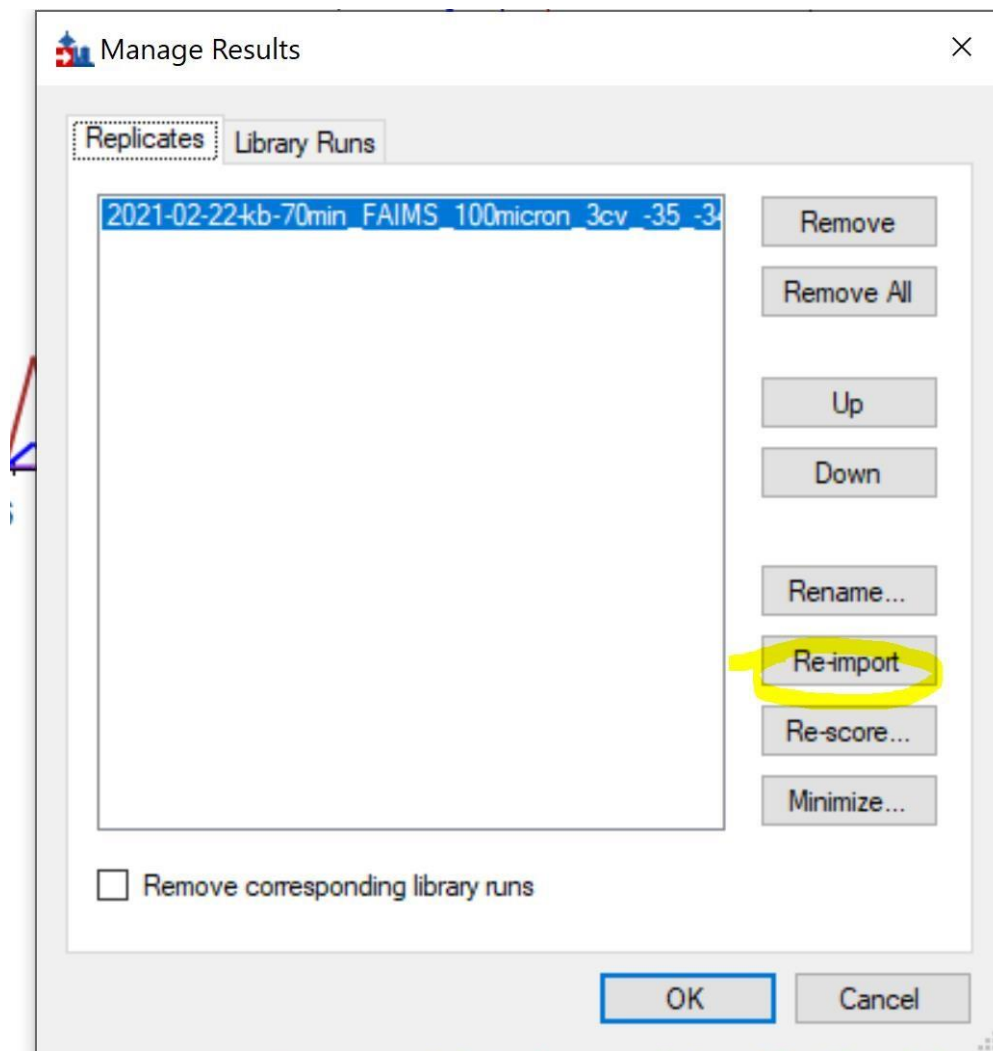 Manage Results
Replicates
Library Runs
2021-02-22-kb-70min_FAIMS_100micron_3cv_-35_-34
Remove
Remove All
Up
Down
Rename...
Re-import
Re-score...
Minimize...
Remove corresponding library runs
OK
Cancel